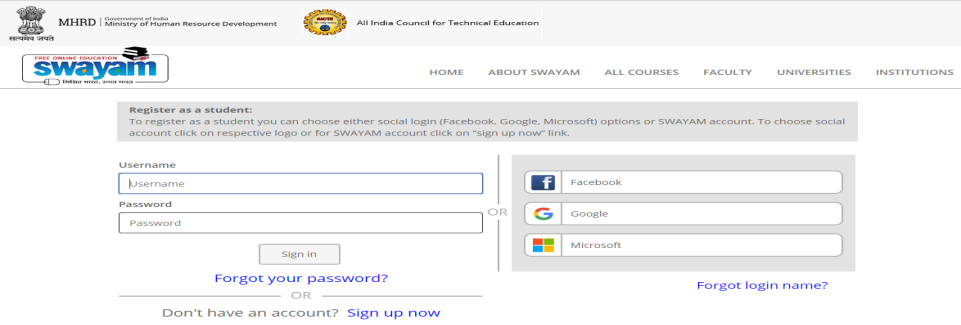 सत्यमेव जयते
MHRD
Government of India
Ministry of Human Resource Development
AICTE
All India Council for Technical Education
FREE ONLINE EDUCATION
swayam
शिक्षित भारत, उन्नत भारत
HOME ABOUT SWAYAM ALL COURSES FACULTY UNIVERSITIES INSTITUTIONS
Register as a student:
To register as a student you can choose either social login (Facebook, Google, Microsoft) options or SWAYAM account. To choose social
account click on respective logo or for SWAYAM account click on "sign up now" link.
Username
Username
Password
Password
Sign in
Forgot your password?
OR
Don't have an account? Sign up now
OR
Facebook
Google
Microsoft
Forgot login name?